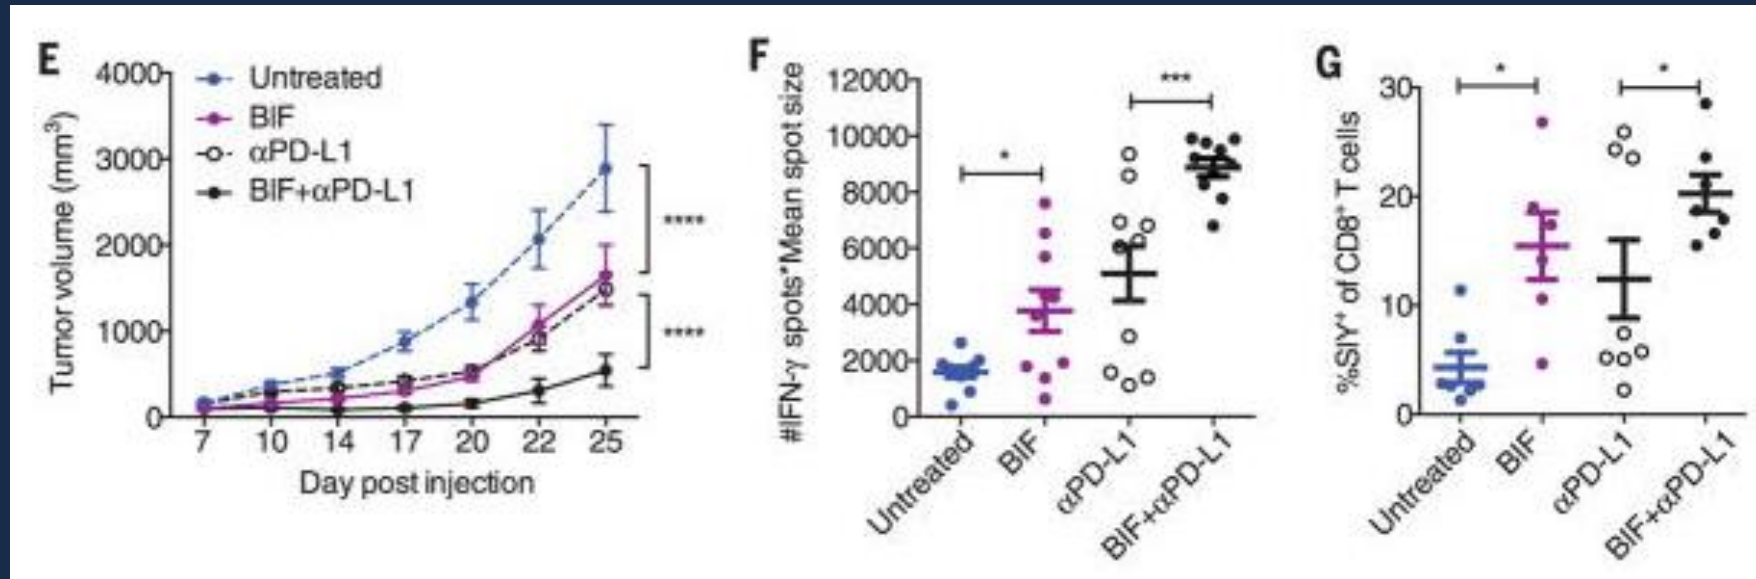 E
Tumor volume (mm³)
4000
3000
2000
1000
0
Untreated
BIF
αPD-L1
BIF+αPD-L1
****
****
7 10 14 17 20 22 25
Day post injection
F
#IFN-γ spots*Mean spot size
12000
10000
8000
6000
4000
2000
0
*
***
Untreated
BIF
αPD-L1
BIF+αPD-L1
G
%SIY⁺ of CD8⁺ T cells
30
20
10
0
*
*
Untreated
BIF
αPD-L1
BIF+αPD-L1